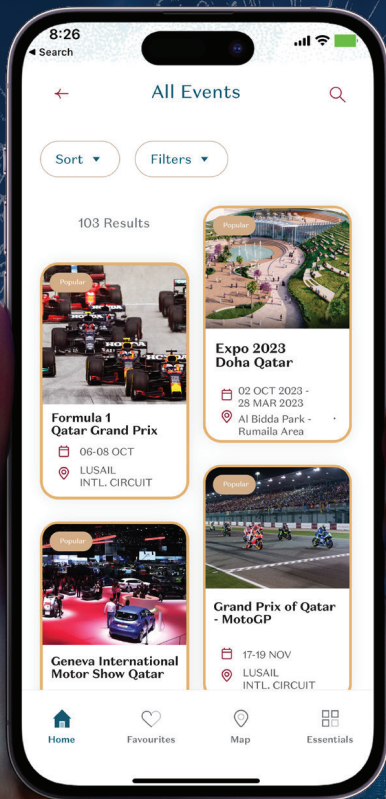 8:26
◀ Search
All Events
Sort ▼
Filters ▼
103 Results
Popular
Formula 1
Qatar Grand Prix
06-08 OCT
LUSAIL
INTL. CIRCUIT
Popular
Expo 2023
Doha Qatar
02 OCT 2023 -
28 MAR 2023
Al Bidda Park -
Rumaila Area
Popular
Geneva International
Motor Show Qatar
Popular
Grand Prix of Qatar
- MotoGP
17-19 NOV
LUSAIL
INTL. CIRCUIT
Home
Favourites
Map
Essentials